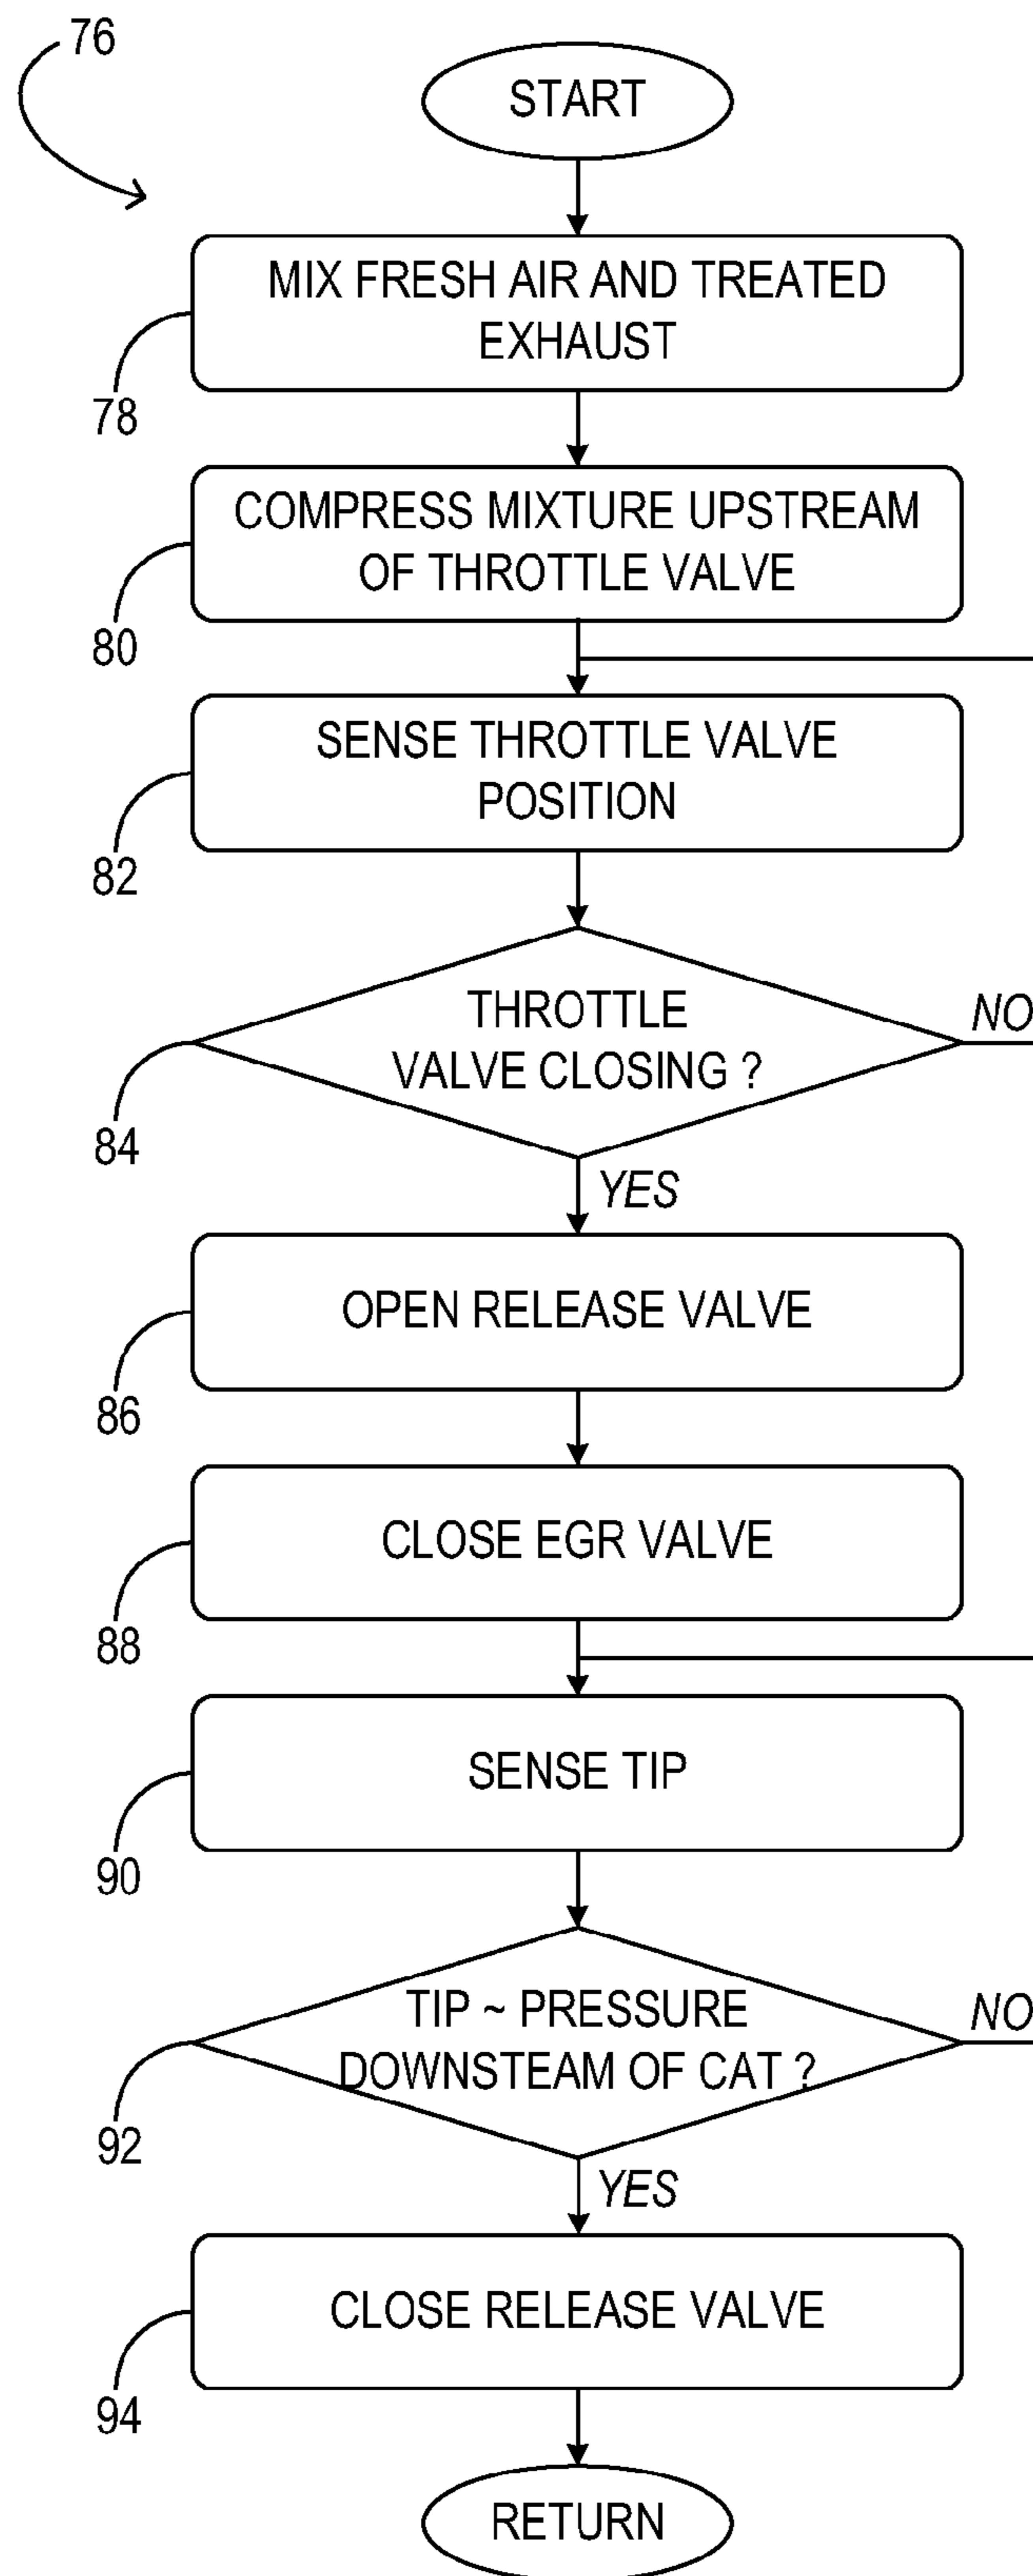 76
START
MIX FRESH AIR AND TREATED
EXHAUST
78
COMPRESS MIXTURE UPSTREAM
OF THROTTLE VALVE
80
SENSE THROTTLE VALVE
POSITION
82
THROTTLE
VALVE CLOSING ?
NO
84
YES
OPEN RELEASE VALVE
86
CLOSE EGR VALVE
88
SENSE TIP
90
TIP ~ PRESSURE
DOWNSTEAM OF CAT ?
NO
92
YES
CLOSE RELEASE VALVE
94
RETURN